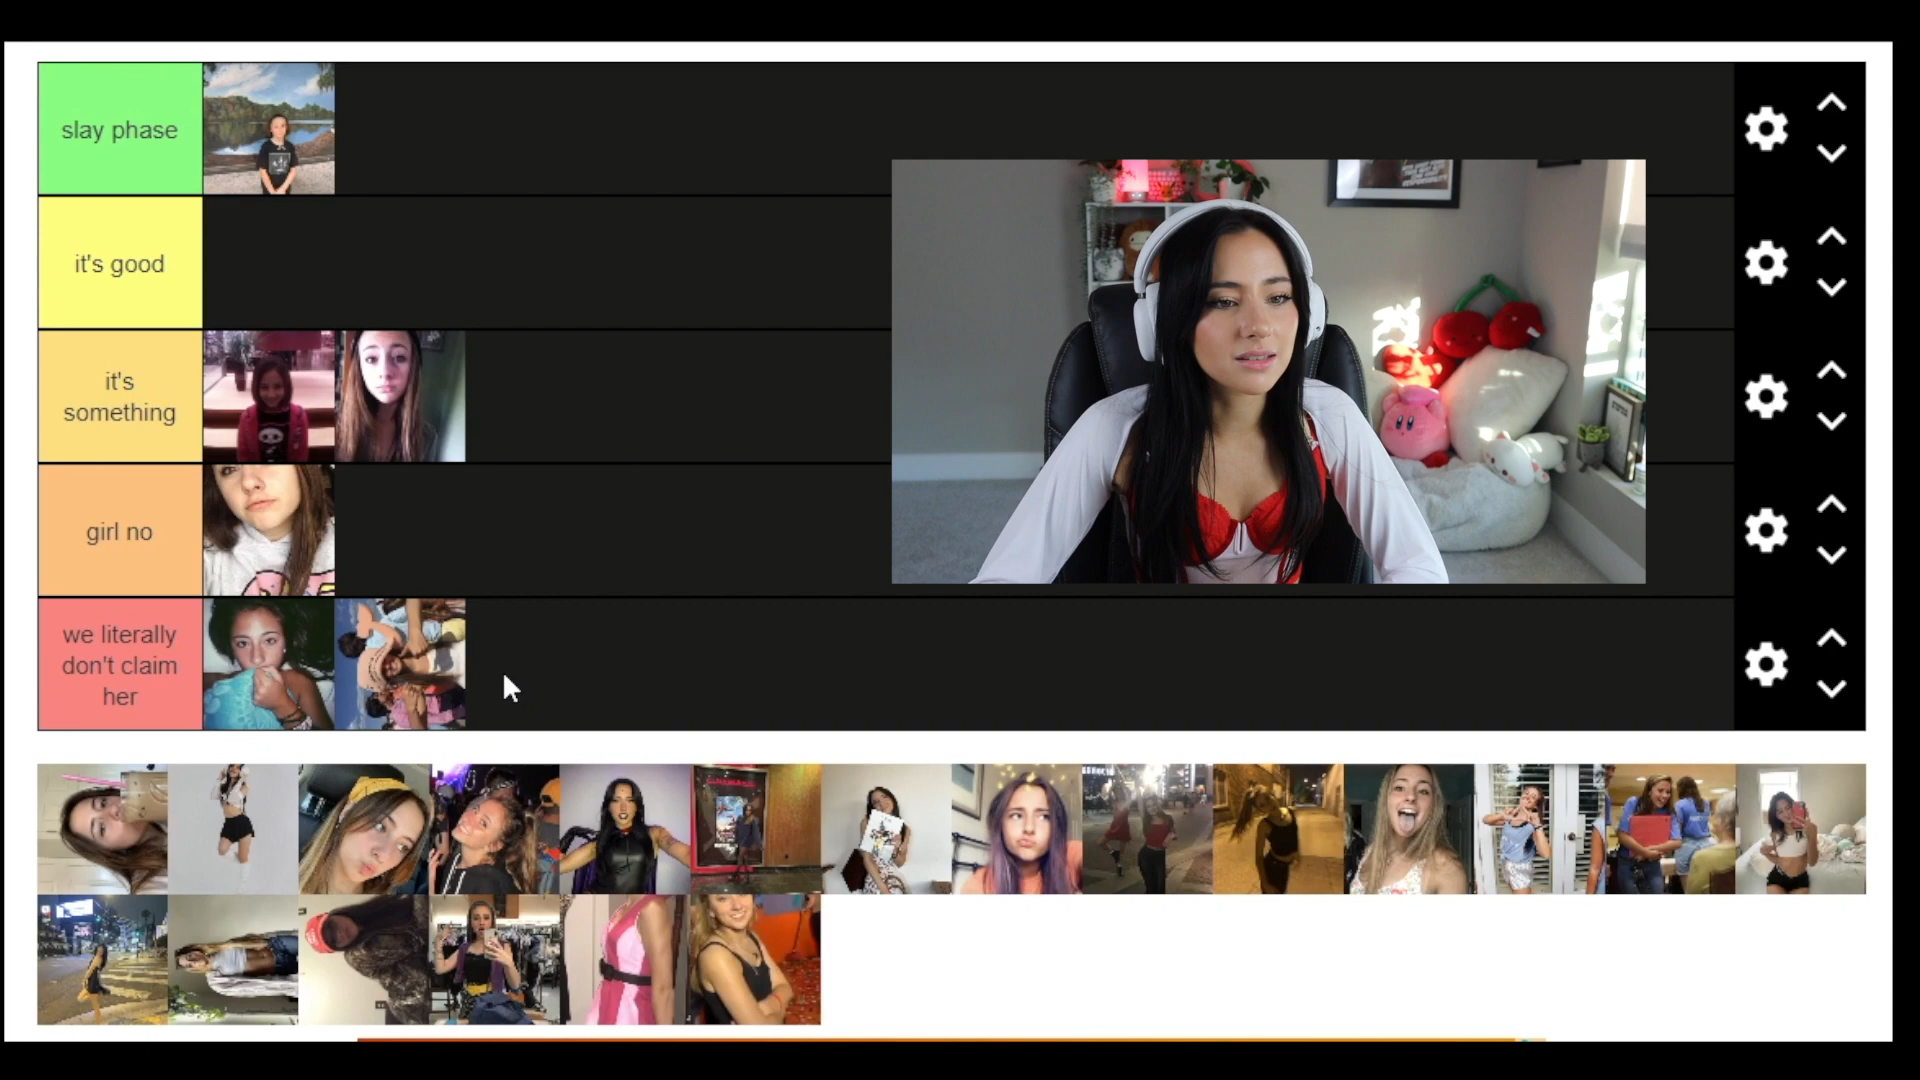 slay phase
it's good
it's
something
girl no
we literally
don't claim
her